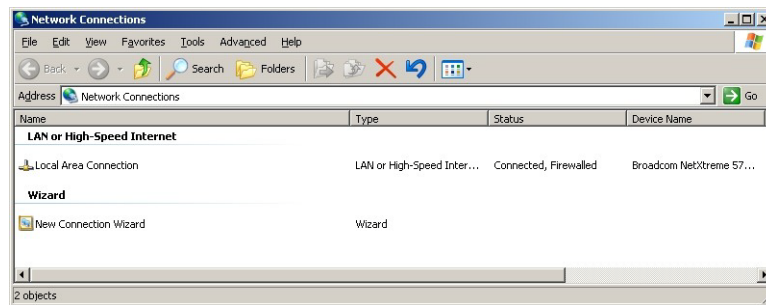 Network Connections
File Edit View Favorites Tools Advanced Help
Back Search Folders
Address Network Connections Go
Name Type Status Device Name
LAN or High-Speed Internet
Local Area Connection LAN or High-Speed Inter... Connected, Firewalled Broadcom NetXtreme 57...
Wizard
New Connection Wizard Wizard
2 objects